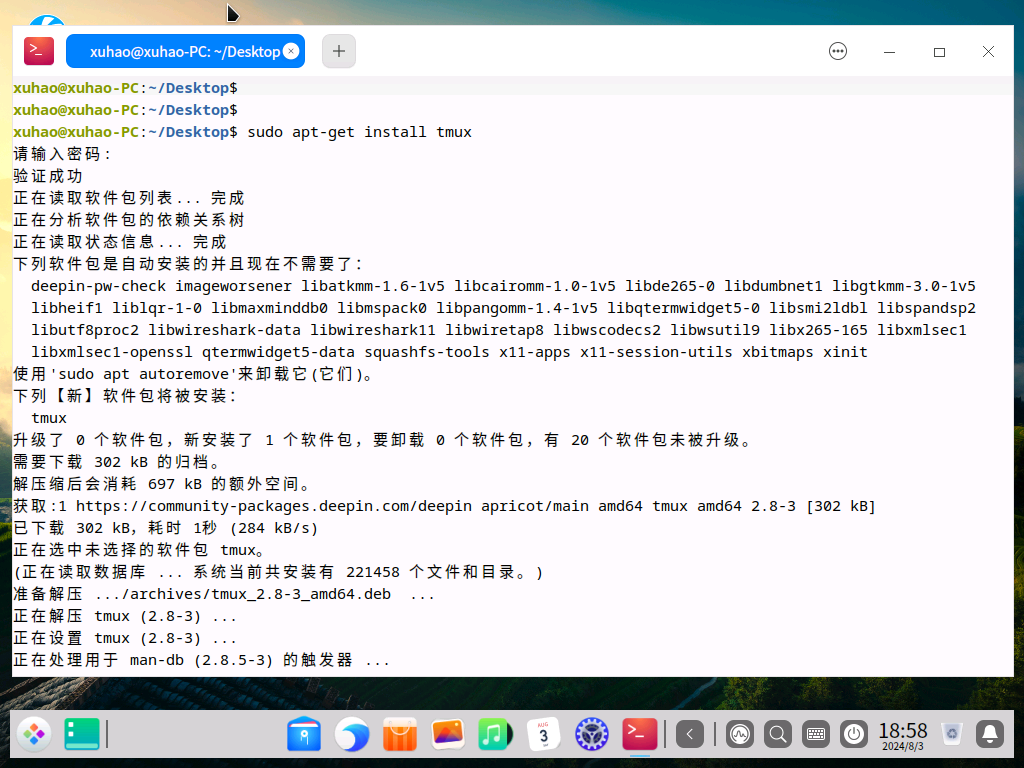 xuhao@xuhao-PC: ~/Desktop
xuhao@xuhao-PC:~/Desktop$
xuhao@xuhao-PC:~/Desktop$
xuhao@xuhao-PC:~/Desktop$ sudo apt-get install tmux
请输入密码:
验证成功
正在读取软件包列表... 完成
正在分析软件包的依赖关系树
正在读取状态信息... 完成
下列软件包是自动安装的并且现在不需要了：
  deepin-pw-check imageworsener libatkmm-1.6-1v5 libcairomm-1.0-1v5 libde265-0 libdumbnet1 libgtkmm-3.0-1v5
  libheif1 liblqr-1-0 libmaxminddb0 libmspack0 libpangomm-1.4-1v5 libqtermwidget5-0 libsmi2ldbl libspandsp2
  libutf8proc2 libwireshark-data libwireshark11 libwiretap8 libwscodecs2 libwsutil9 libx265-165 libxmlsec1
  libxmlsec1-openssl qtermwidget5-data squashfs-tools x11-apps x11-session-utils xbitmaps xinit
使用'sudo apt autoremove'来卸载它(它们)。
下列【新】软件包将被安装：
  tmux
升级了 0 个软件包，新安装了 1 个软件包，要卸载 0 个软件包，有 20 个软件包未被升级。
需要下载 302 kB 的归档。
解压缩后会消耗 697 kB 的额外空间。
获取:1 https://community-packages.deepin.com/deepin apricot/main amd64 tmux amd64 2.8-3 [302 kB]
已下载 302 kB，耗时 1秒 (284 kB/s)
正在选中未选择的软件包 tmux。
(正在读取数据库 ... 系统当前共安装有 221458 个文件和目录。)
准备解压 .../archives/tmux_2.8-3_amd64.deb  ...
正在解压 tmux (2.8-3) ...
正在设置 tmux (2.8-3) ...
正在处理用于 man-db (2.8.5-3) 的触发器 ...
AUG
3
18:58
2024/8/3